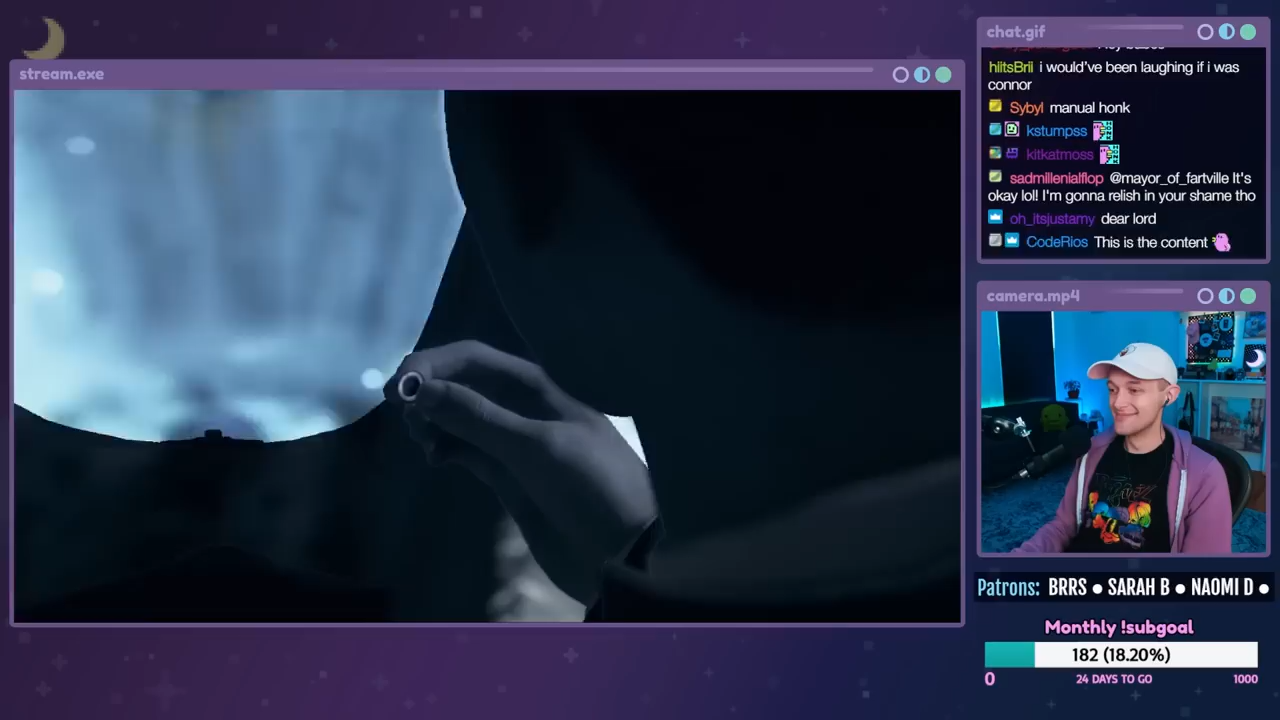 stream.exe
chat.gif
hiitsBrii i would've been laughing if i was
connor
Sybyl manual honk
kstumpss
kitkatmoss
sadmillenialflop @mayor_of_fartville It's
okay lol! I'm gonna relish in your shame tho
oh_itsjustamy dear lord
CodeRios This is the content
camera.mp4
Patrons: BRRS ● SARAH B ● NAOMI D ●
Monthly !subgoal
182 (18.20%)
0 24 DAYS TO GO 1000